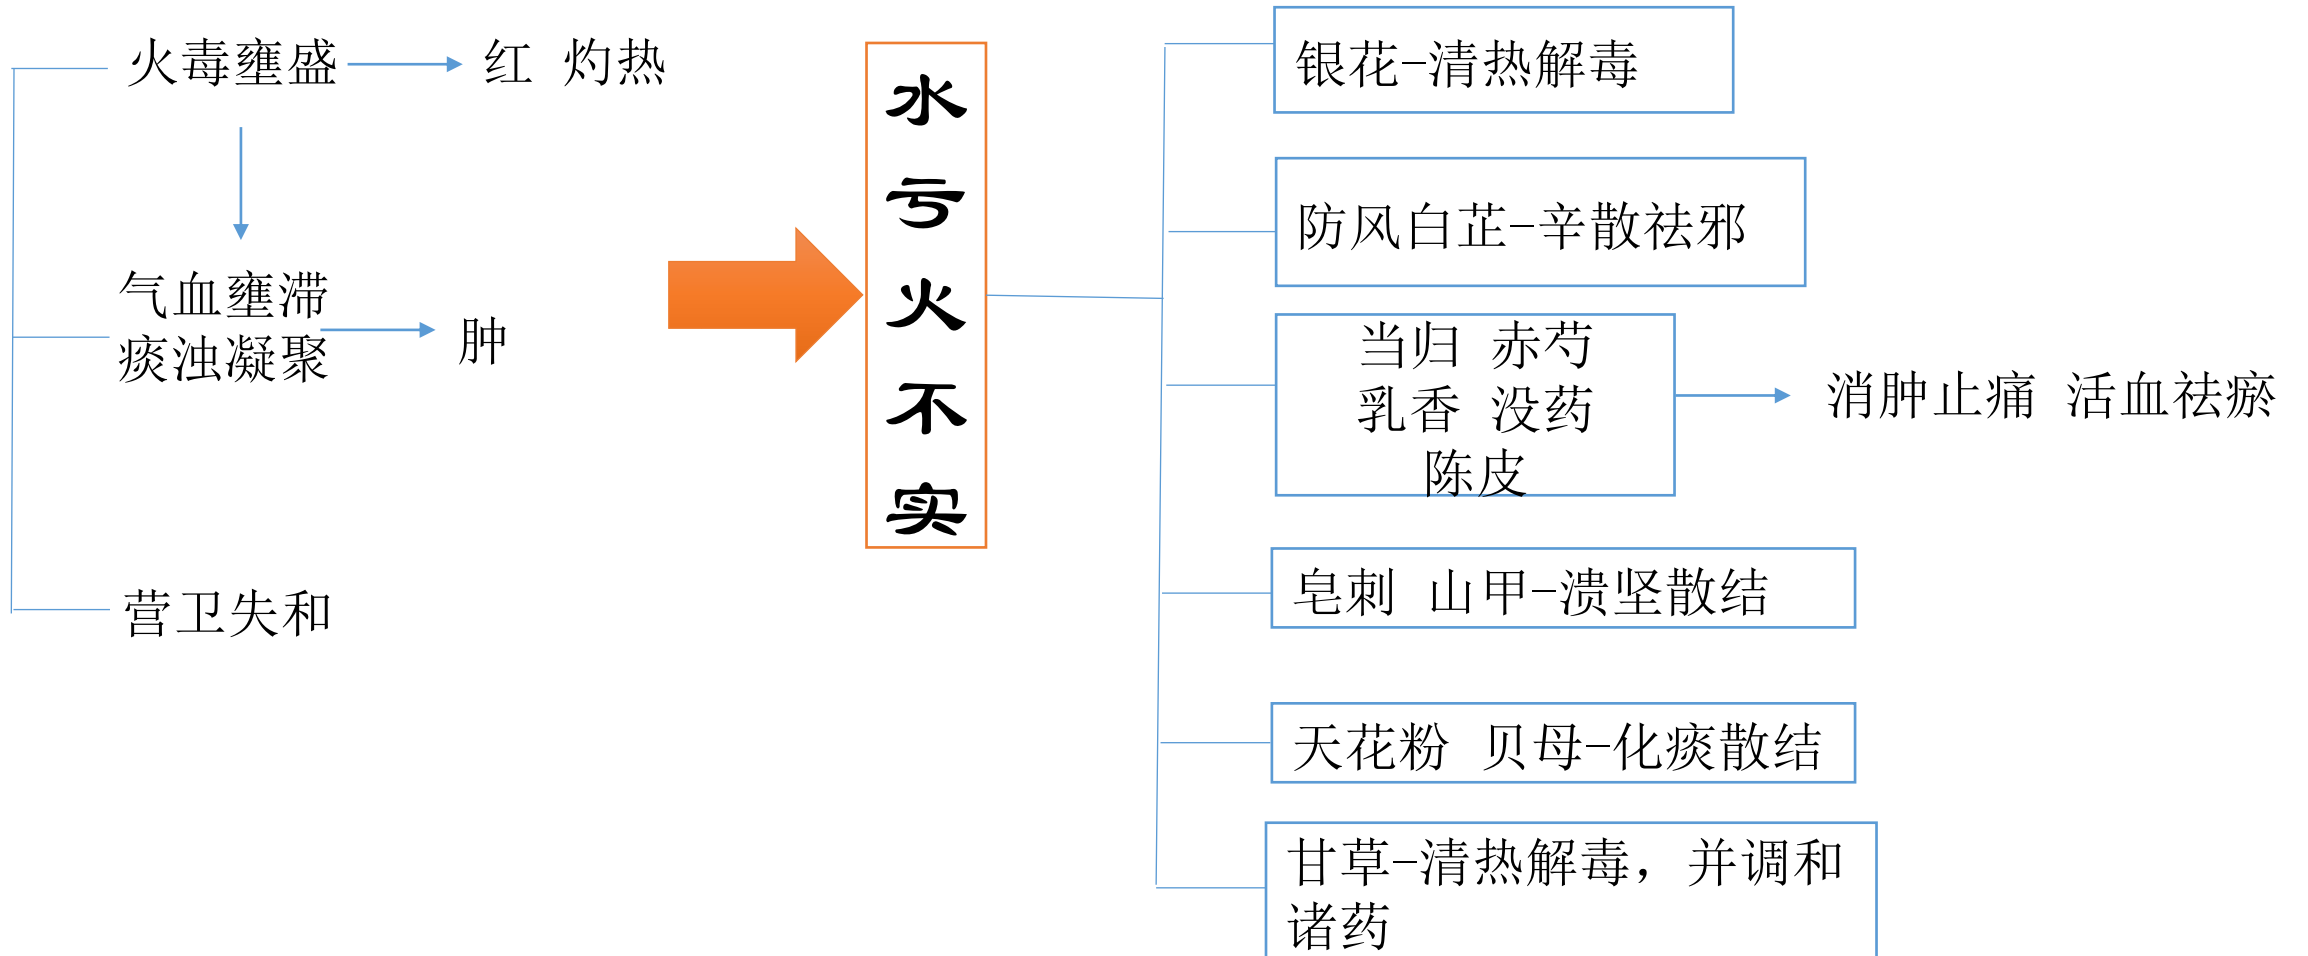 火毒壅盛
红 灼热
气血壅滞
痰浊凝聚
肿
营卫失和
水
亏
火
不
实
银花-清热解毒
防风白芷-辛散祛邪
当归 赤芍
乳香 没药
陈皮
消肿止痛 活血祛瘀
皂刺 山甲-溃坚散结
天花粉 贝母-化痰散结
甘草-清热解毒，并调和
诸药